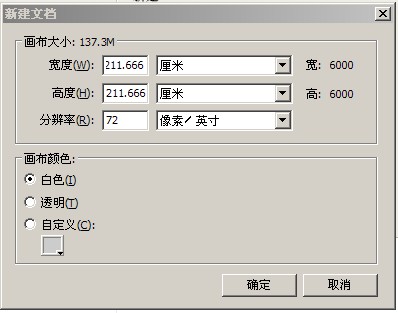 新建文档
画布大小: 137.3M
宽度(W): 211.666 厘米 宽: 6000
高度(H): 211.666 厘米 高: 6000
分辨率(R): 72 像素/英寸
画布颜色:
白色(I)
透明(T)
自定义(C):
确定 取消